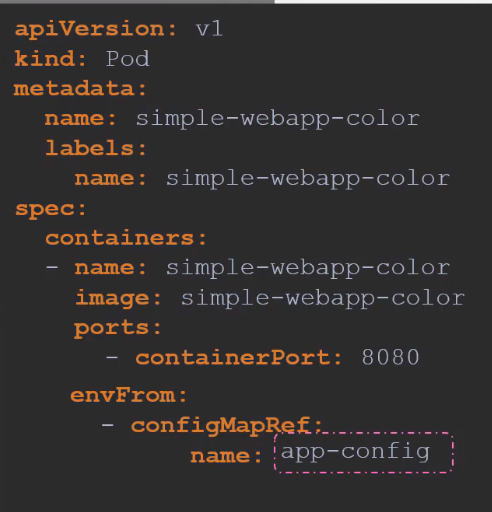 apiVersion: v1
kind: Pod
metadata:
  name: simple-webapp-color
  labels:
    name: simple-webapp-color
spec:
  containers:
  - name: simple-webapp-color
    image: simple-webapp-color
    ports:
      - containerPort: 8080
    envFrom:
      - configMapRef:
            name: app-config